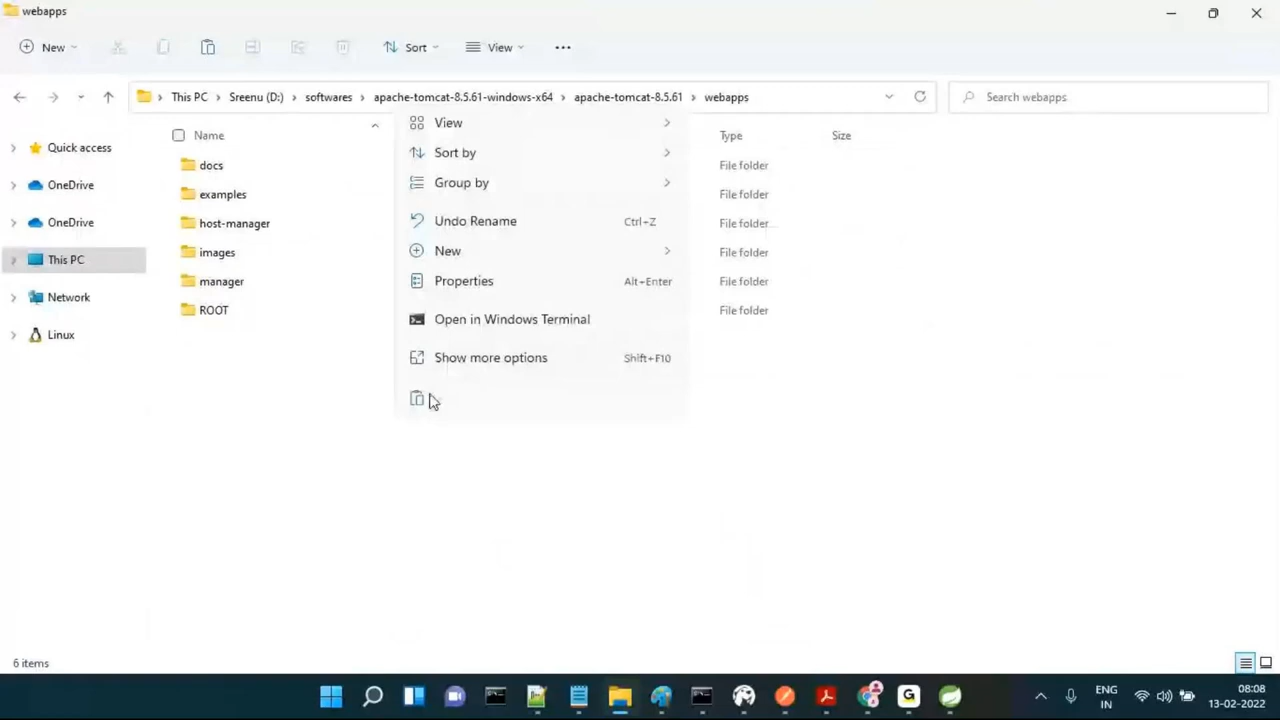 webapps
New Sort View
This PC > Sreenu (D:) > softwares > apache-tomcat-8.5.61-windows-x64 > apache-tomcat-8.5.61 > webapps
Search webapps
Name Type Size
Quick access
OneDrive
OneDrive
This PC
Network
Linux
docs File folder
examples File folder
host-manager File folder
images File folder
manager File folder
ROOT File folder
View
Sort by
Group by
Undo Rename Ctrl+Z
New
Properties Alt+Enter
Open in Windows Terminal
Show more options Shift+F10
6 items
ENG
IN
08:08
13-02-2022